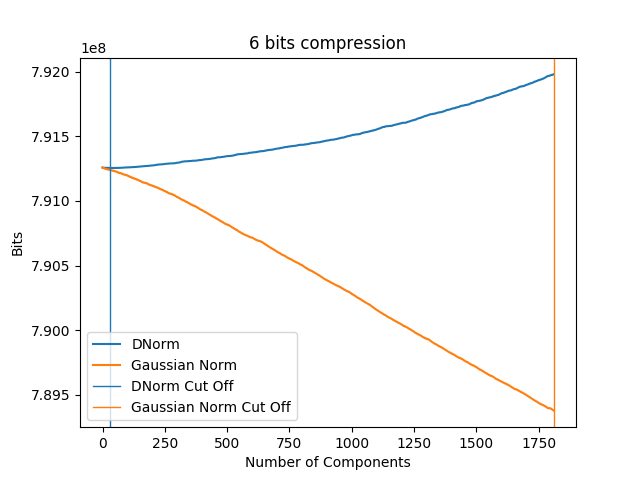 6 bits compression
1e8
7.920
7.915
7.910
7.905
7.900
7.895
Bits
DNorm
Gaussian Norm
DNorm Cut Off
Gaussian Norm Cut Off
0 250 500 750 1000 1250 1500 1750
Number of Components